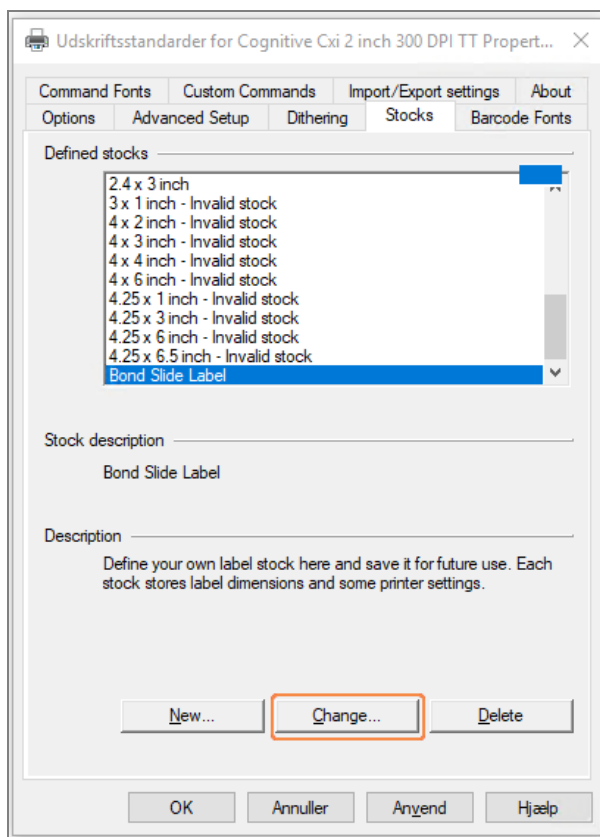 Udskriftsstandarder for Cognitive Cxi 2 inch 300 DPI TT Propert...
Command Fonts Custom Commands Import/Export settings About
Options Advanced Setup Dithering Stocks Barcode Fonts
Defined stocks
2.4 x 3 inch
3 x 1 inch - Invalid stock
4 x 2 inch - Invalid stock
4 x 3 inch - Invalid stock
4 x 4 inch - Invalid stock
4 x 6 inch - Invalid stock
4.25 x 1 inch - Invalid stock
4.25 x 3 inch - Invalid stock
4.25 x 6 inch - Invalid stock
4.25 x 6.5 inch - Invalid stock
Bond Slide Label
Stock description
Bond Slide Label
Description
Define your own label stock here and save it for future use. Each
stock stores label dimensions and some printer settings.
New... Change... Delete
OK Annuller Anvend Hjælp